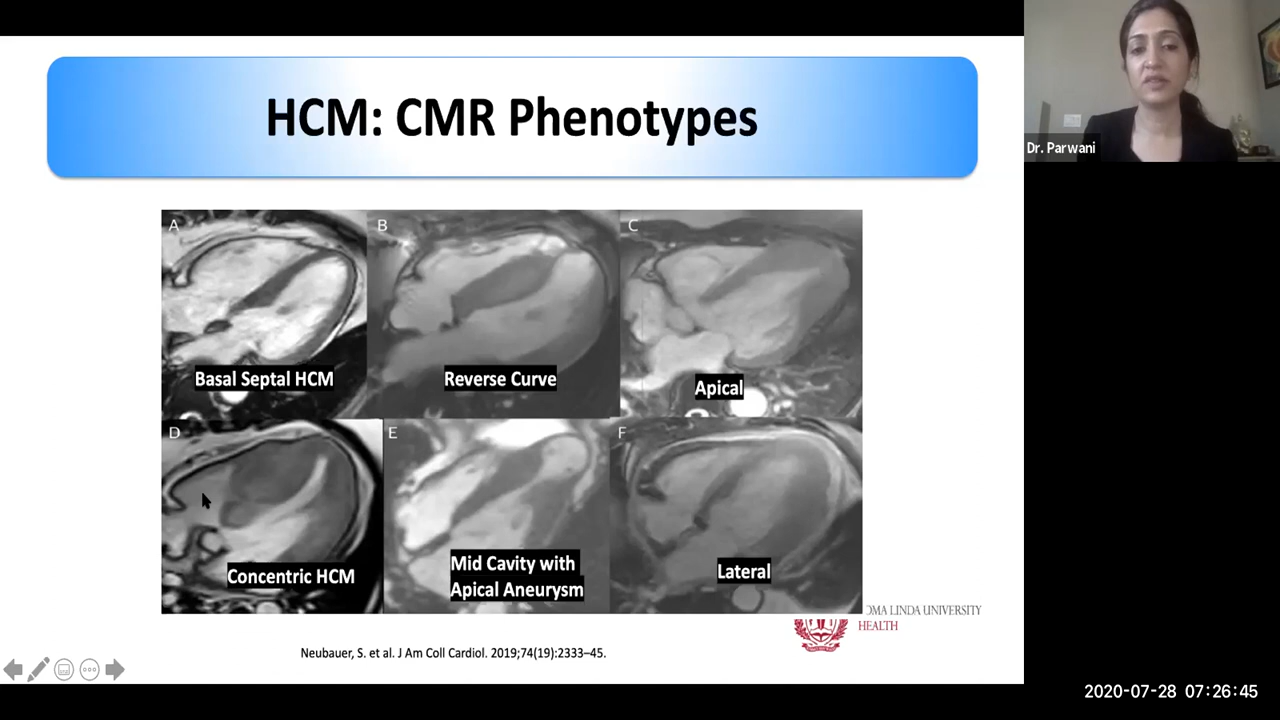 HCM: CMR Phenotypes
Dr. Parwani
A
B
C
Basal Septal HCM
Reverse Curve
Apical
D
E
F
Concentric HCM
Mid Cavity with
Apical Aneurysm
Lateral
OMA LINDA UNIVERSITY
HEALTH
Neubauer, S. et al. J Am Coll Cardiol. 2019;74(19):2333–45.
2020-07-28 07:26:45